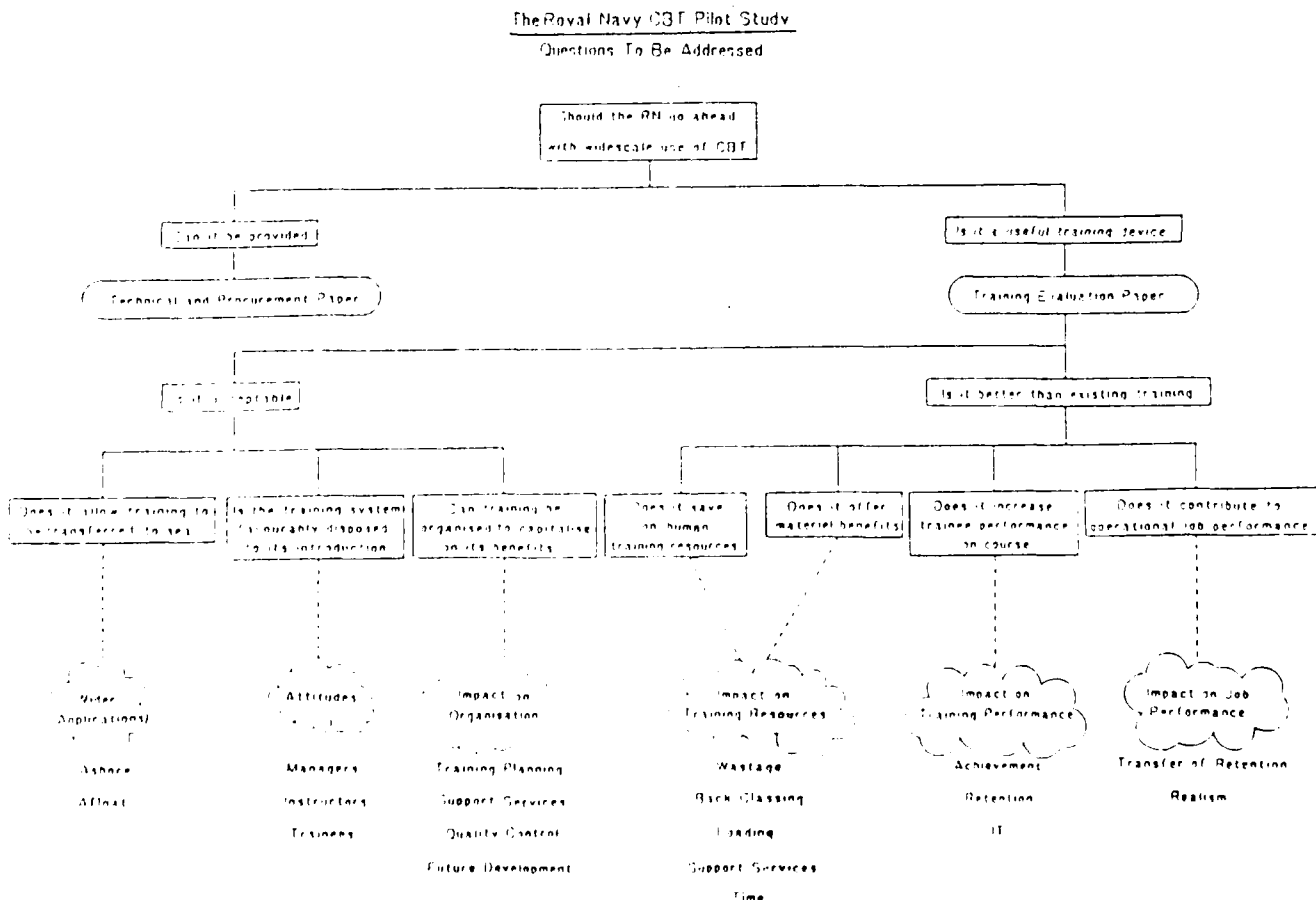 The Royal Navy CBT Pilot Study
Questions To Be Addressed
Should the RN go ahead
with widescale use of CBT
Can it be provided
Is it a useful training device
Technical and Procurement Paper
Training Evaluation Paper
Is it acceptable
Is it better than existing training
Does it allow training to
be transferred to sea
Is the training system
favourably disposed
to its introduction
Can training be
organised to capitalise
on its benefits
Does it save
on human
training resources
Does it offer
materiel benefits
Does it increase
trainee performance
on course
Does it contribute to
operational job performance
Wider
Applications
Attitudes
Impact on
Organisation
Impact on
Training Resources
Impact on
Training Performance
Impact on Job
Performance
Ashore
Afloat
Managers
Instructors
Trainees
Training Planning
Support Services
Quality Control
Future Development
Wastage
Back Classing
Loading
Support Services
Time
Achievement
Retention
IT
Transfer of Retention
Realism